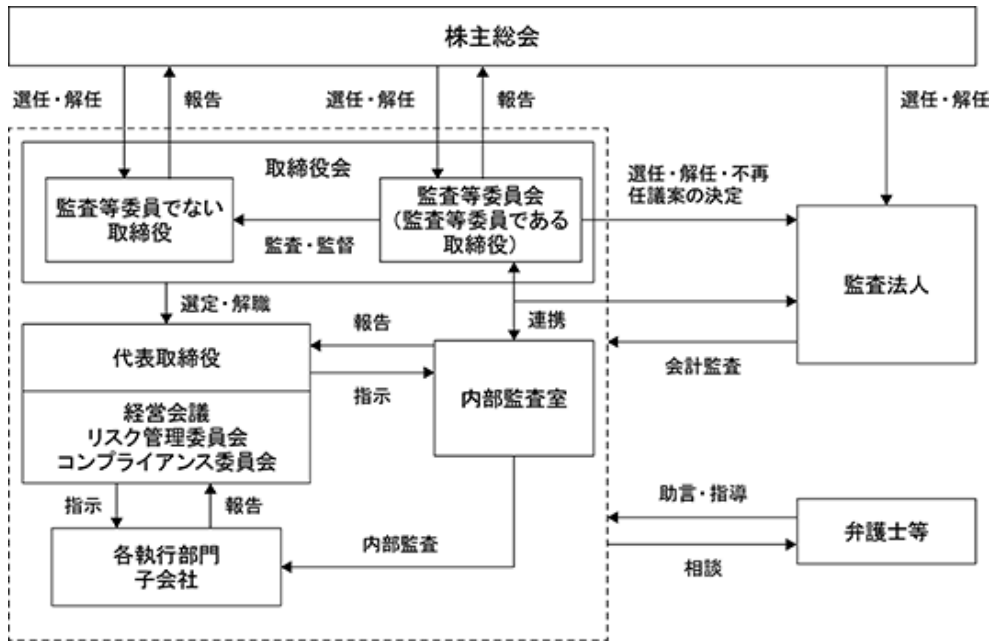 株主総会
選任・解任
報告
選任・解任
報告
選任・解任
取締役会
監査等委員でない
取締役
監査・監督
監査等委員会
(監査等委員である
取締役)
選任・解任・不再
任議案の決定
監査法人
選定・解職
連携
報告
会計監査
代表取締役
指示
内部監査室
経営会議
リスク管理委員会
コンプライアンス委員会
指示
報告
助言・指導
弁護士等
内部監査
相談
各執行部門
子会社